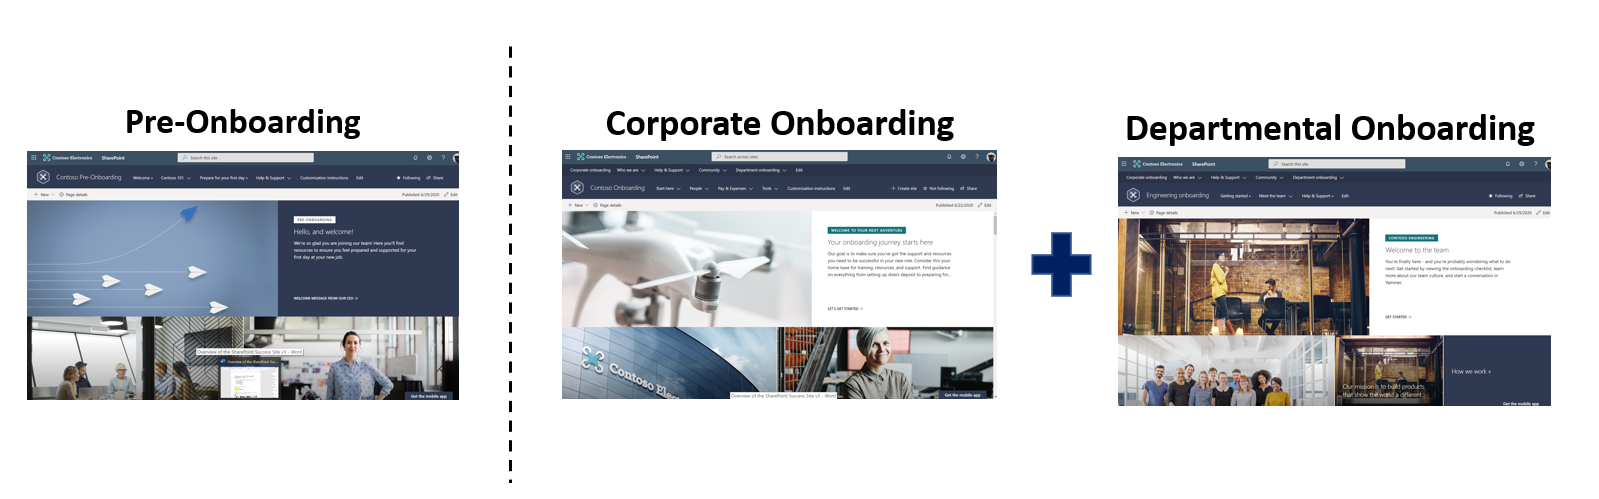 Pre-Onboarding
Contoso Electronics SharePoint Search this site
Contoso Pre-Onboarding Welcome Contoso 101 Prepare for your first day Help & Support Customization instructions Edit Following Share
New Page details Published 6/29/2020 Edit
PRE-ONBOARDING
Hello, and welcome!
We're so glad you are joining our team! Here you'll find
resources to ensure you feel prepared and supported for your
first day at your new job.
WELCOME MESSAGE FROM OUR CEO
Overview of the SharePoint Success Site v3 - Word
Overview of the SharePoint Suc...
Get the mobile app
Corporate Onboarding
Contoso Electronics SharePoint Search across sites
Corporate onboarding Who we are Help & Support Community Department onboarding Edit
Contoso Onboarding Start here People Pay & Expenses Tools Customization instructions Edit Create site Not following Share
New Page details Published 6/22/2020 Edit
WELCOME TO YOUR NEXT ADVENTURE
Your onboarding journey starts here
Our goal is to make sure you've got the support and resources
you need to be successful in your new role. Consider this your
home base for training, resources, and support. Find guidance
on everything from setting up direct deposit to preparing for...
LET'S GET STARTED
Contoso Elect
Overview of the SharePoint Success Site v3 - Word
Get the mobile app
Departmental Onboarding
Contoso Electronics SharePoint Search this site
Corporate onboarding Who we are Help & Support Community Department onboarding
Engineering onboarding Getting started Meet the team Help & Support Edit Following Share
New Page details Published 6/29/2020 Edit
CONTOSO ENGINEERING
Welcome to the team
You're finally here - and you're probably wondering what to do
next! Get started by viewing the onboarding checklist, learn
more about our team culture, and start a conversation in
Yammer.
GET STARTED
Our mission is to build products
that show the world a different...
How we work »
Get the mobile app